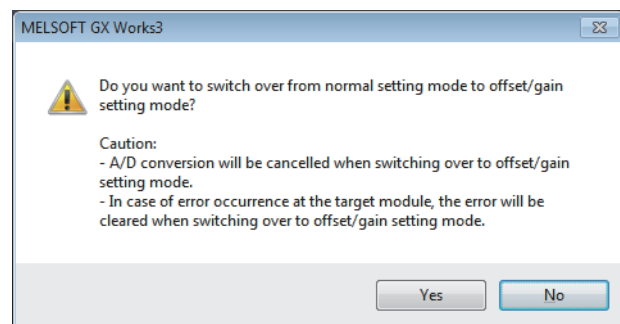 MELSOFT GX Works3
Do you want to switch over from normal setting mode to offset/gain
setting mode?
Caution:
- A/D conversion will be cancelled when switching over to offset/gain
setting mode.
- In case of error occurrence at the target module, the error will be
cleared when switching over to offset/gain setting mode.
Yes
No